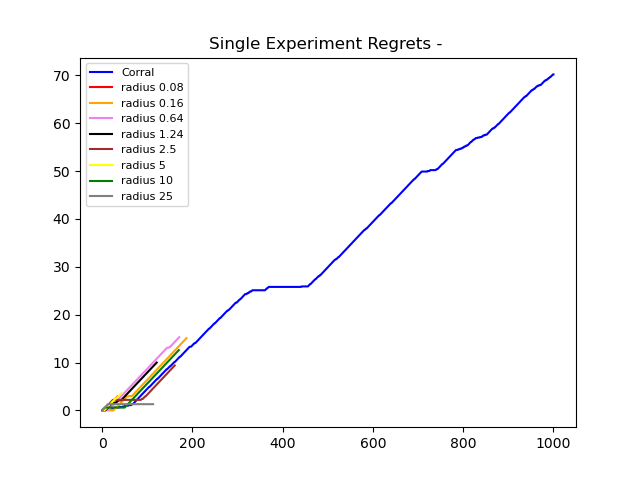 Single Experiment Regrets -
Corral
radius 0.08
radius 0.16
radius 0.64
radius 1.24
radius 2.5
radius 5
radius 10
radius 25
70
60
50
40
30
20
10
0
0 200 400 600 800 1000